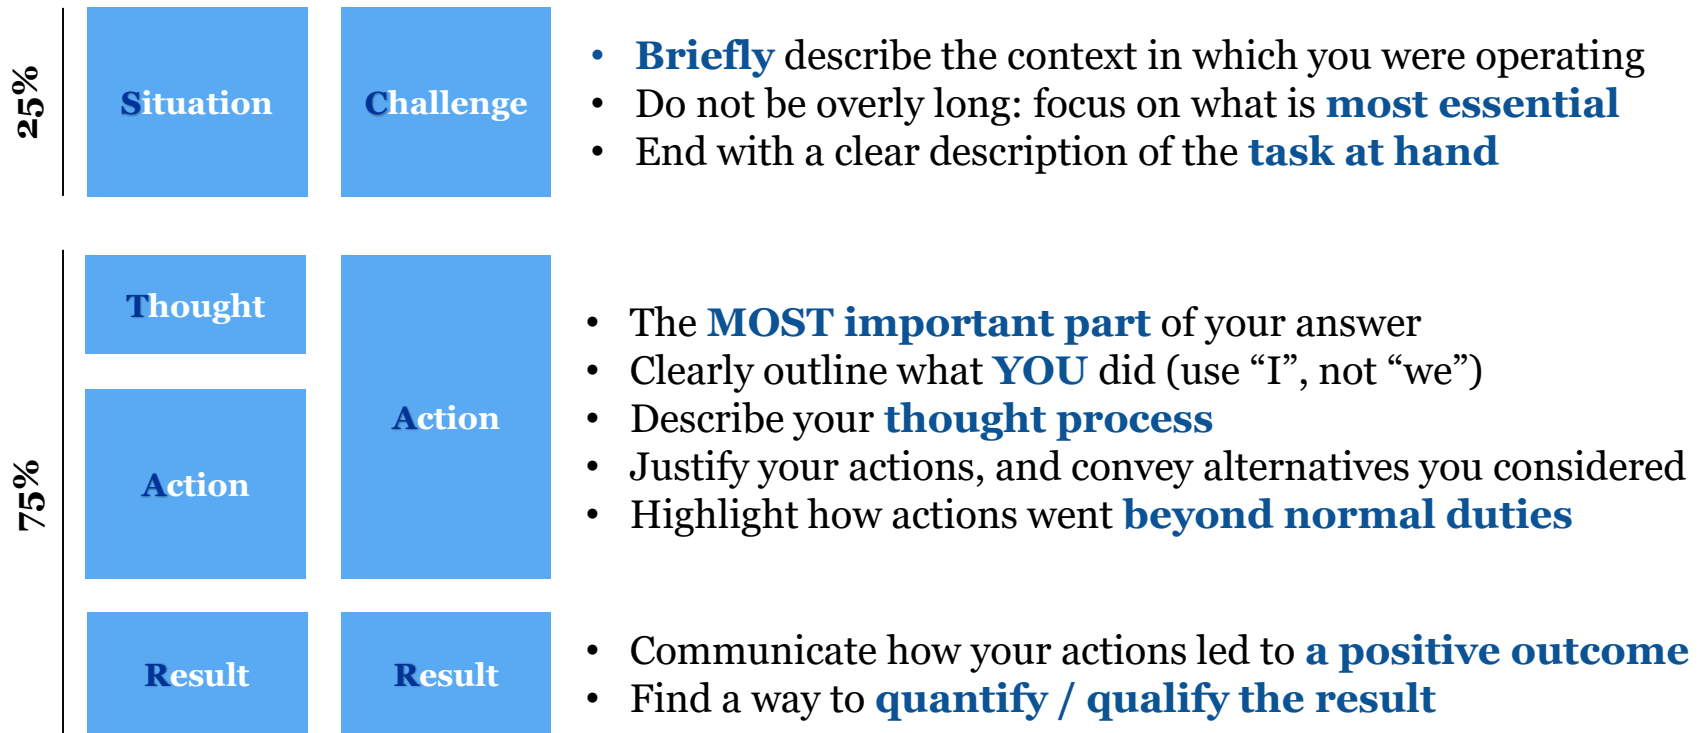 25%
Situation
Challenge
• Briefly describe the context in which you were operating
• Do not be overly long: focus on what is most essential
• End with a clear description of the task at hand
75%
Thought
Action
Action
• The MOST important part of your answer
• Clearly outline what YOU did (use “I”, not “we”)
• Describe your thought process
• Justify your actions, and convey alternatives you considered
• Highlight how actions went beyond normal duties
Result
Result
• Communicate how your actions led to a positive outcome
• Find a way to quantify / qualify the result